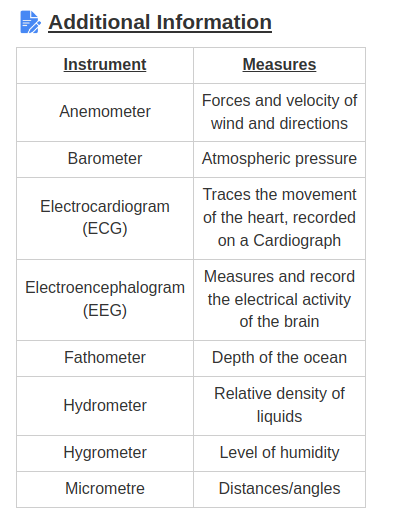 Additional Information
Instrument Measures
Anemometer
Forces and velocity of
wind and directions
Barometer Atmospheric pressure
Electrocardiogram
(ECG)
Traces the movement
of the heart, recorded
on a Cardiograph
Electroencephalogram
(EEG)
Measures and record
the electrical activity
of the brain
Fathometer Depth of the ocean
Hydrometer
Relative density of
liquids
Hygrometer Level of humidity
Micrometre Distances/angles